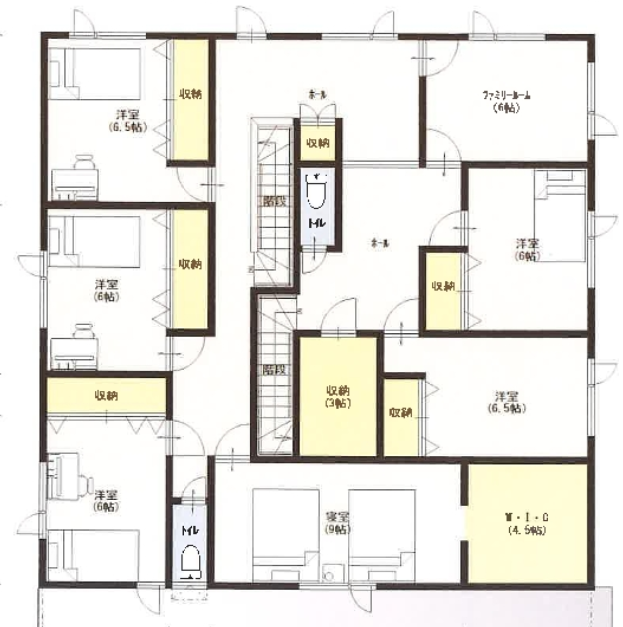 洋室
(6.5帖)
収納
ホール
収納
ファミリールーム
(6帖)
階段
トイレ
ホール
洋室
(6帖)
収納
洋室
(6帖)
収納
階段
収納
(3帖)
収納
洋室
(6.5帖)
収納
洋室
(6帖)
トイレ
寝室
(9帖)
W・I・C
(4.5帖)